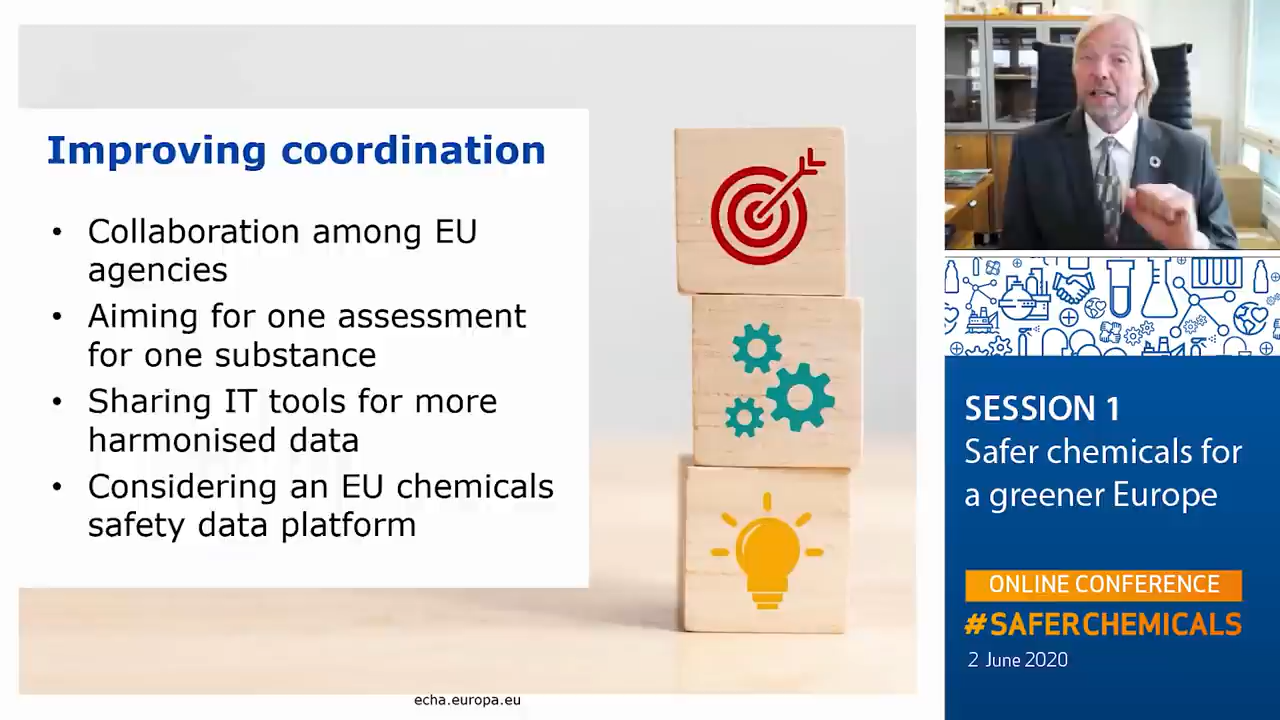 Improving coordination
• Collaboration among EU
agencies
• Aiming for one assessment
for one substance
• Sharing IT tools for more
harmonised data
• Considering an EU chemicals
safety data platform
echa.europa.eu
SESSION 1
Safer chemicals for
a greener Europe
ONLINE CONFERENCE
#SAFERCHEMICALS
2 June 2020